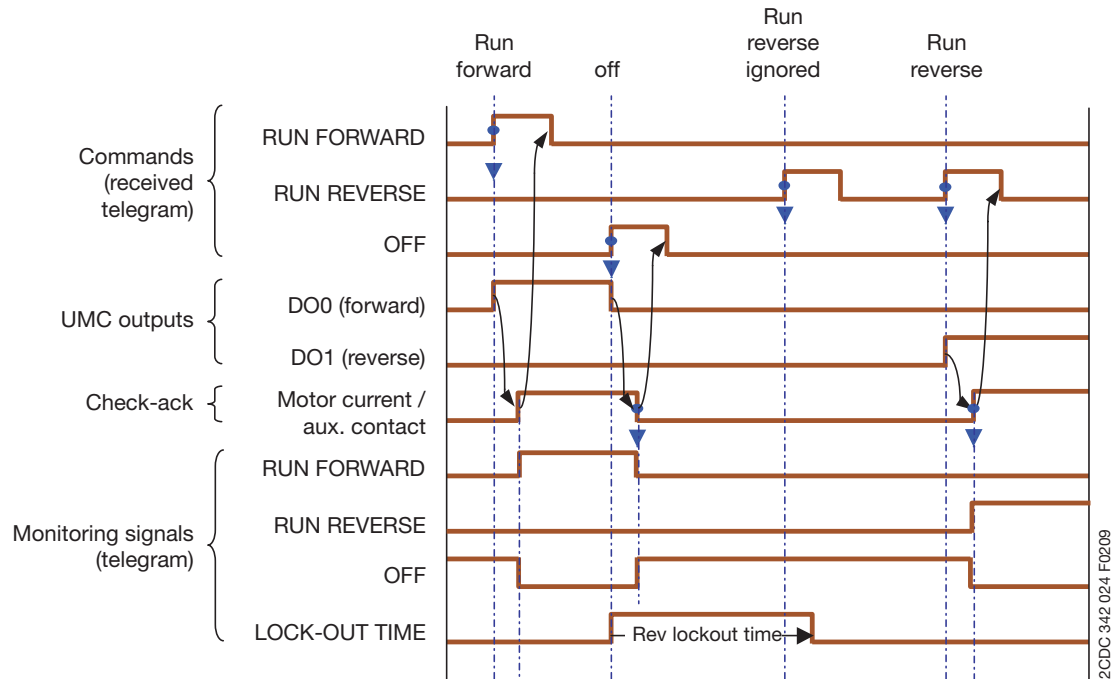 Run
forward
off
Run
reverse
ignored
Run
reverse
Commands
(received
telegram)
RUN FORWARD
RUN REVERSE
OFF
UMC outputs
DO0 (forward)
DO1 (reverse)
Check-ack
Motor current /
aux. contact
Monitoring signals
(telegram)
RUN FORWARD
RUN REVERSE
OFF
LOCK-OUT TIME
Rev lockout time
2CDC 342 024 F0209